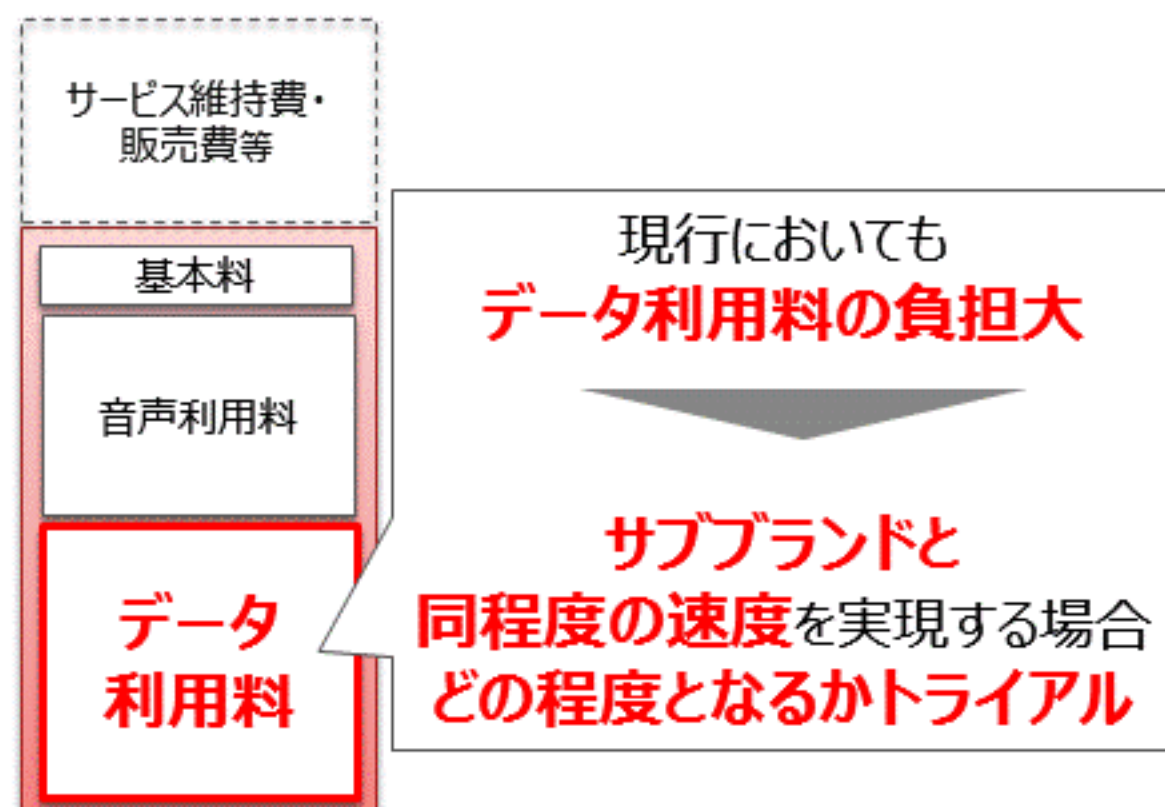 サービス維持費・
販売費等
基本料
音声利用料
データ
利用料
現行においても
データ利用料の負担大
サブブランドと
同程度の速度を実現する場合
どの程度となるかトライアル